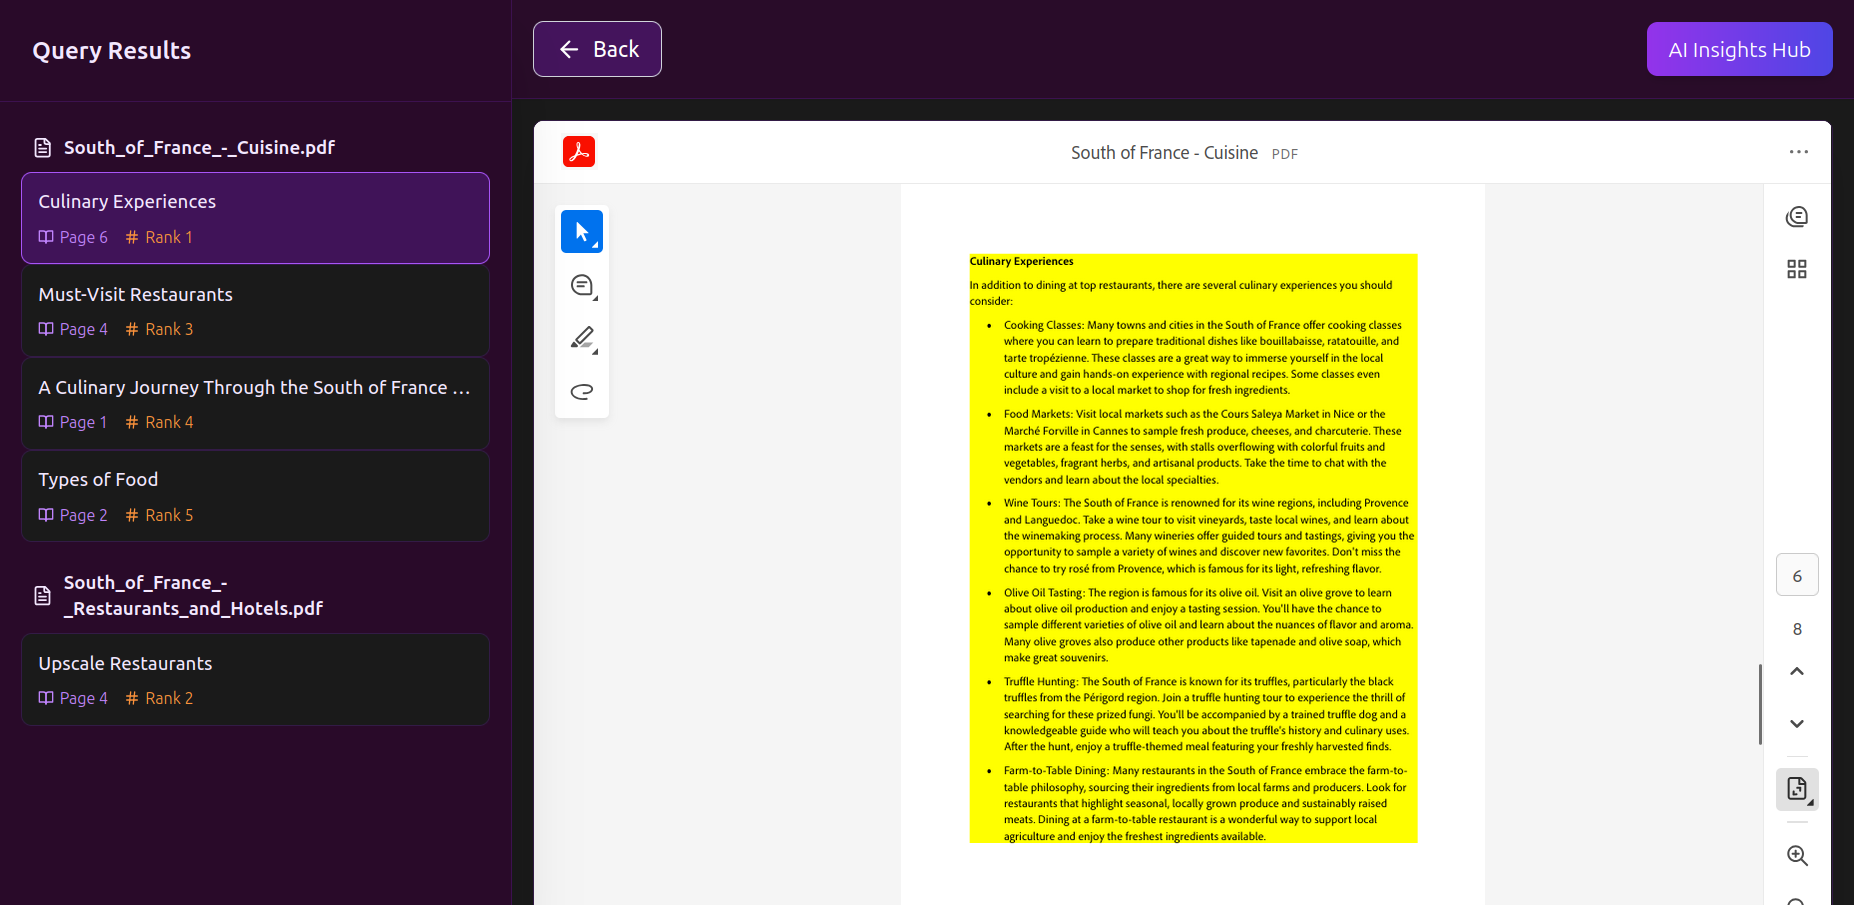 Query Results
South_of_France_-_Cuisine.pdf
Culinary Experiences
Page 6 # Rank 1
Must-Visit Restaurants
Page 4 # Rank 3
A Culinary Journey Through the South of France ...
Page 1 # Rank 4
Types of Food
Page 2 # Rank 5
South_of_France_-
_Restaurants_and_Hotels.pdf
Upscale Restaurants
Page 4 # Rank 2
← Back
AI Insights Hub
South of France - Cuisine PDF
Culinary Experiences
In addition to dining at top restaurants, there are several culinary experiences you should
consider:
• Cooking Classes: Many towns and cities in the South of France offer cooking classes
where you can learn to prepare traditional dishes like bouillabaisse, ratatouille, and
tarte tropézienne. These classes are a great way to immerse yourself in the local
culture and gain hands-on experience with regional recipes. Some classes even
include a visit to a local market to shop for fresh ingredients.
• Food Markets: Visit local markets such as the Cours Saleya Market in Nice or the
Marché Forville in Cannes to sample fresh produce, cheeses, and charcuterie. These
markets are a feast for the senses, with stalls overflowing with colorful fruits and
vegetables, fragrant herbs, and artisanal products. Take the time to chat with the
vendors and learn about the local specialties.
• Wine Tours: The South of France is renowned for its wine regions, including Provence
and Languedoc. Take a wine tour to visit vineyards, taste local wines, and learn about
the winemaking process. Many wineries offer guided tours and tastings, giving you the
opportunity to sample a variety of wines and discover new favorites. Don't miss the
chance to try rosé from Provence, which is famous for its light, refreshing flavor.
• Olive Oil Tasting: The region is famous for its olive oil. Visit an olive grove to learn
about olive oil production and enjoy a tasting session. You'll have the chance to
sample different varieties of olive oil and learn about the nuances of flavor and aroma.
Many olive groves also produce other products like tapenade and olive soap, which
make great souvenirs.
• Truffle Hunting: The South of France is known for its truffles, particularly the black
truffles from the Périgord region. Join a truffle hunting tour to experience the thrill of
searching for these prized fungi. You'll be accompanied by a trained truffle dog and a
knowledgeable guide who will teach you about the truffle's history and culinary uses.
After the hunt, enjoy a truffle-themed meal featuring your freshly harvested finds.
• Farm-to-Table Dining: Many restaurants in the South of France embrace the farm-to-
table philosophy, sourcing their ingredients from local farms and producers. Look for
restaurants that highlight seasonal, locally grown produce and sustainably raised
meats. Dining at a farm-to-table restaurant is a wonderful way to support local
agriculture and enjoy the freshest ingredients available.
6
8